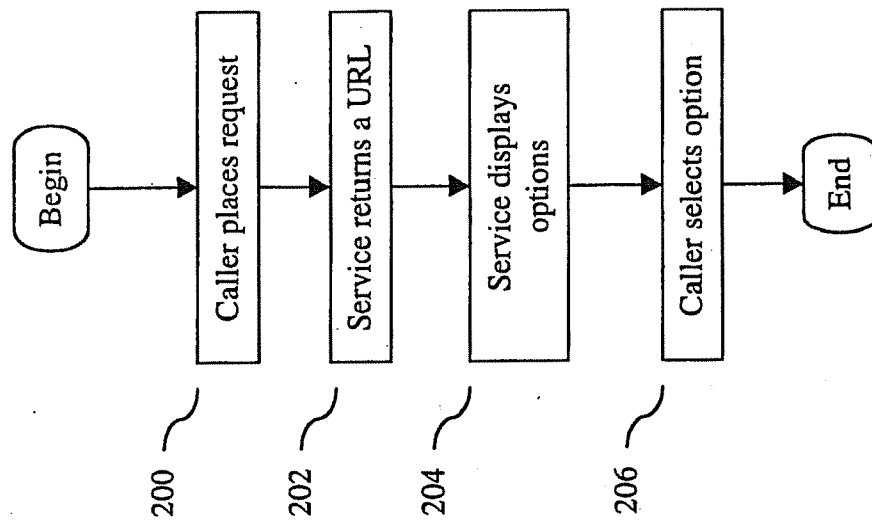 Begin
200
Caller places request
202
Service returns a URL
204
Service displays
options
206
Caller selects option
End